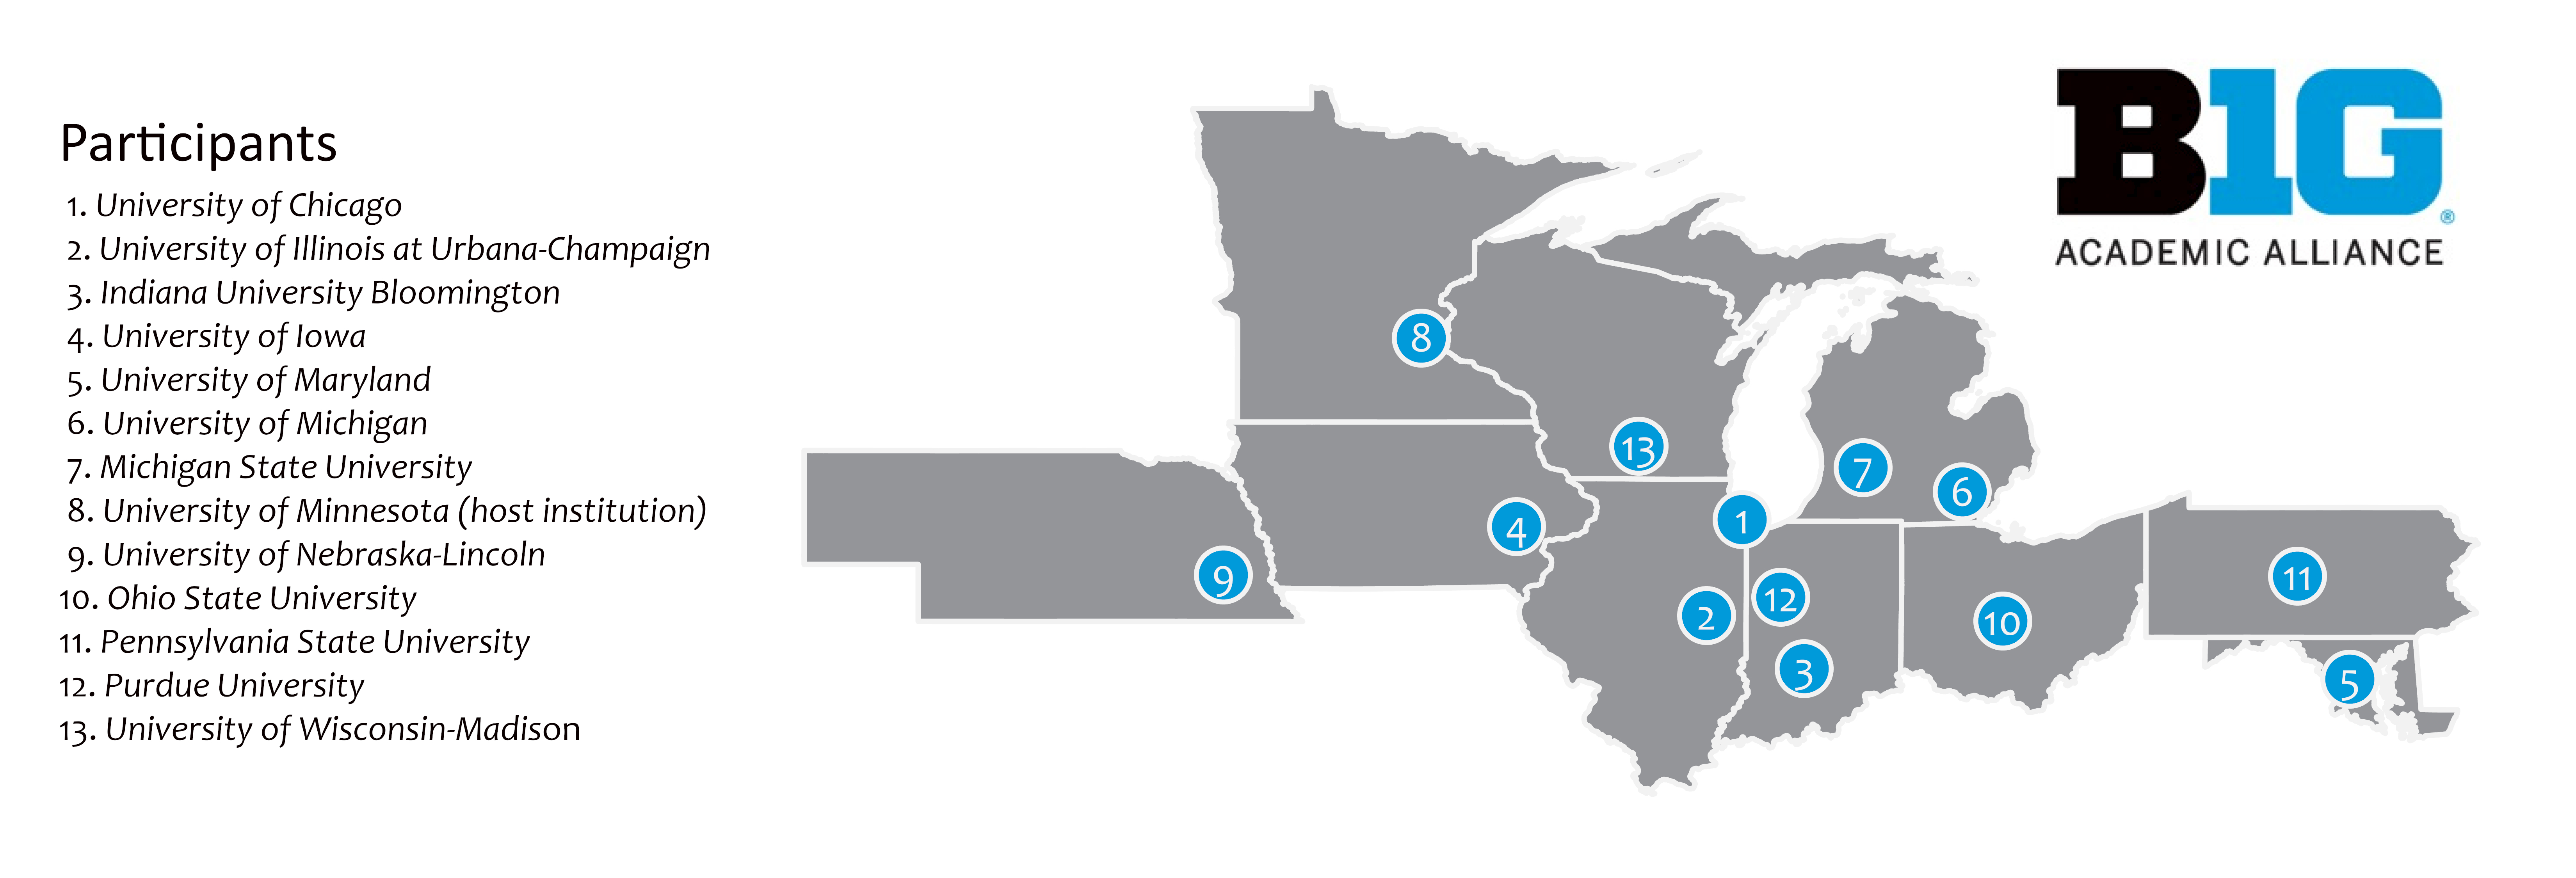 Participants
1. University of Chicago
2. University of Illinois at Urbana-Champaign
3. Indiana University Bloomington
4. University of Iowa
5. University of Maryland
6. University of Michigan
7. Michigan State University
8. University of Minnesota (host institution)
9. University of Nebraska-Lincoln
10. Ohio State University
11. Pennsylvania State University
12. Purdue University
13. University of Wisconsin-Madison
B1G®
ACADEMIC ALLIANCE
8
13
7
6
1
4
9
11
12
2
10
3
5